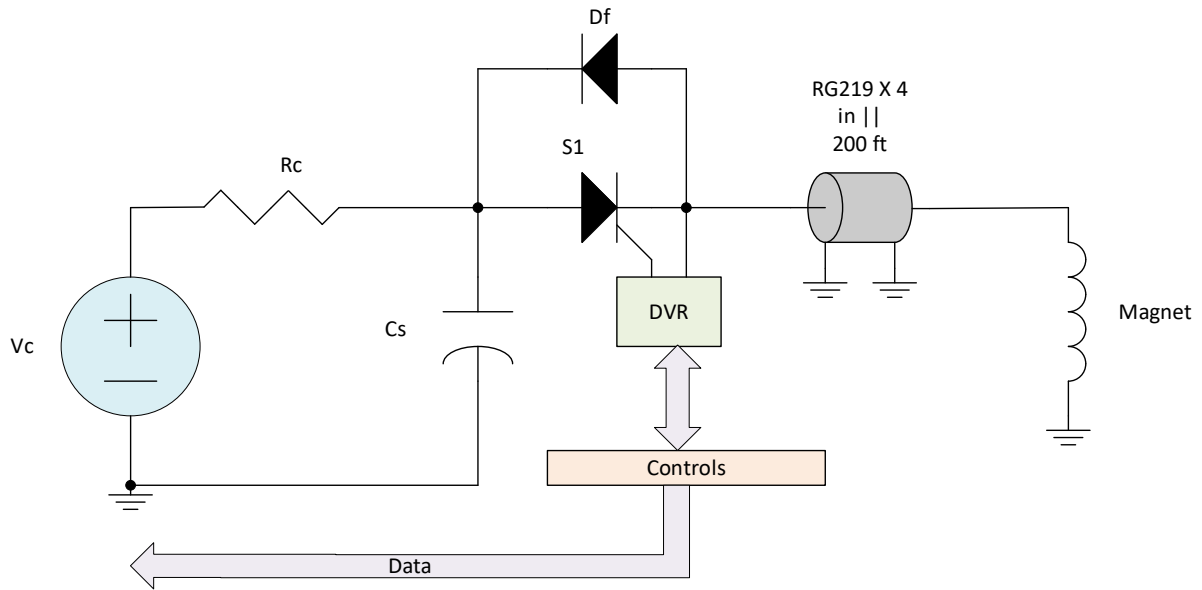 Df
RG219 X 4
in ||
200 ft
S1
Rc
DVR
Cs
Magnet
Vc
Controls
Data